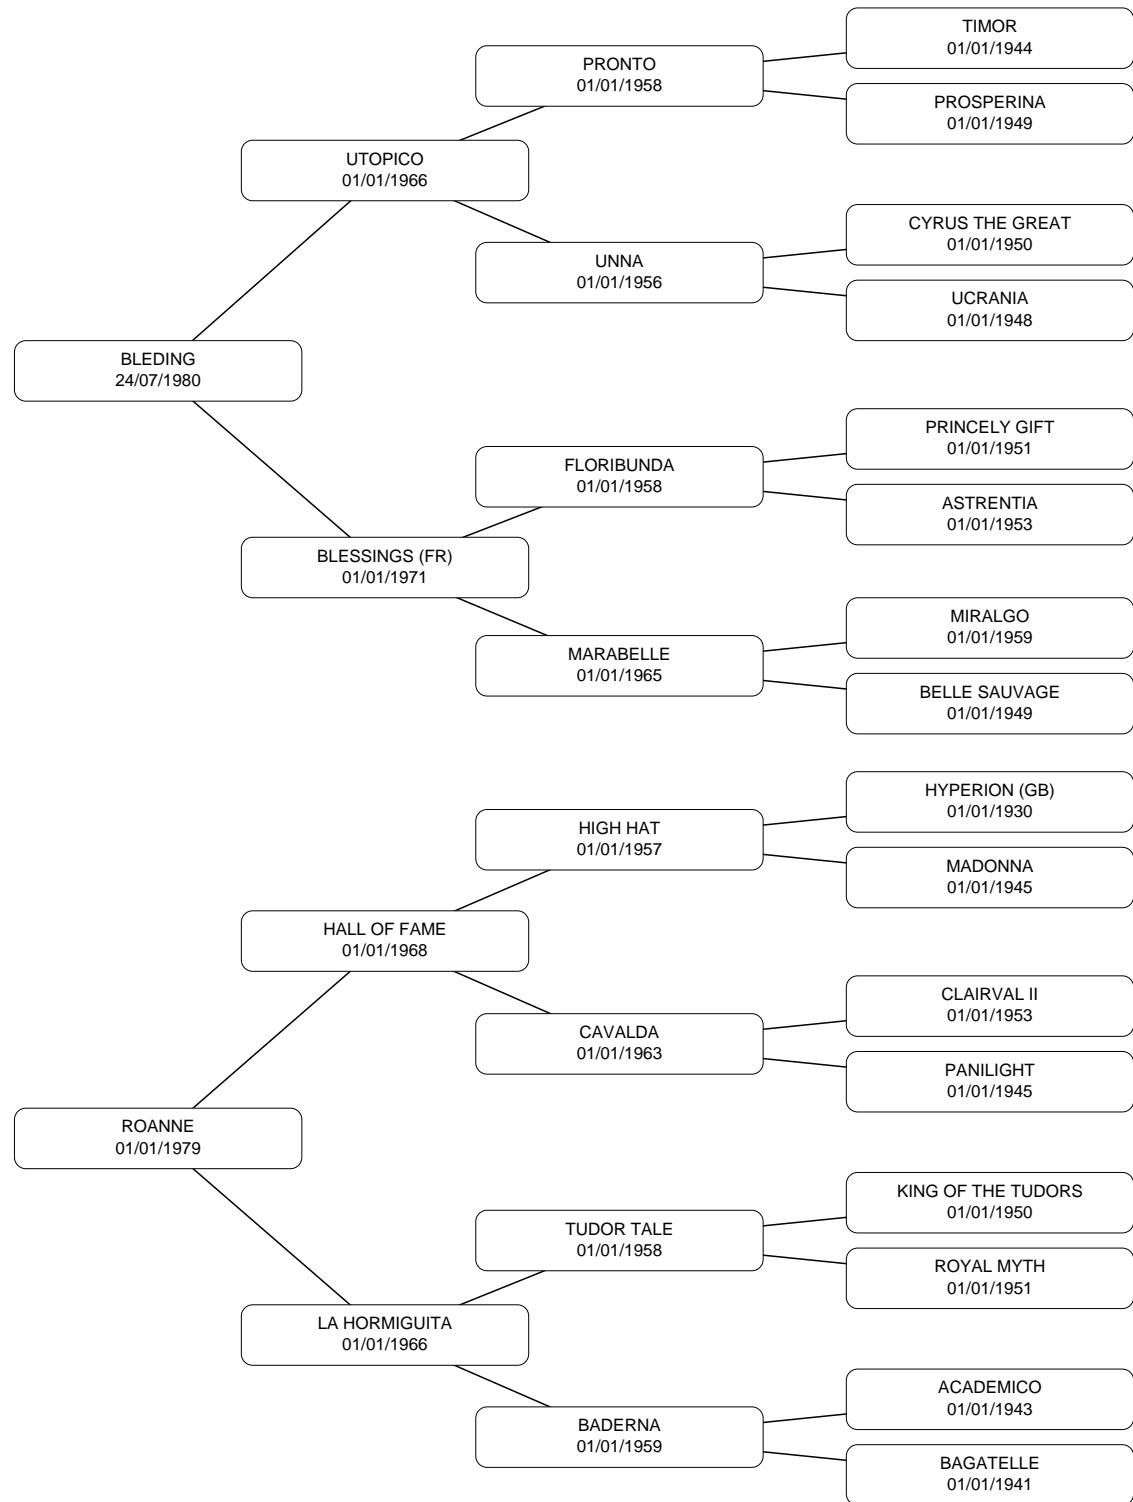 TIMOR
01/01/1944
PRONTO
01/01/1958
PROSPERINA
01/01/1949
UTOPICO
01/01/1966
CYRUS THE GREAT
01/01/1950
UNNA
01/01/1956
UCRANIA
01/01/1948
BLEDING
24/07/1980
PRINCELY GIFT
01/01/1951
FLORIBUNDA
01/01/1958
ASTRENTIA
01/01/1953
BLESSINGS (FR)
01/01/1971
MIRALGO
01/01/1959
MARABELLE
01/01/1965
BELLE SAUVAGE
01/01/1949
HYPERION (GB)
01/01/1930
HIGH HAT
01/01/1957
MADONNA
01/01/1945
HALL OF FAME
01/01/1968
CLAIRVAL II
01/01/1953
CAVALDA
01/01/1963
PANILIGHT
01/01/1945
ROANNE
01/01/1979
KING OF THE TUDORS
01/01/1950
TUDOR TALE
01/01/1958
ROYAL MYTH
01/01/1951
LA HORMIGUITA
01/01/1966
ACADEMICO
01/01/1943
BADERNA
01/01/1959
BAGATELLE
01/01/1941